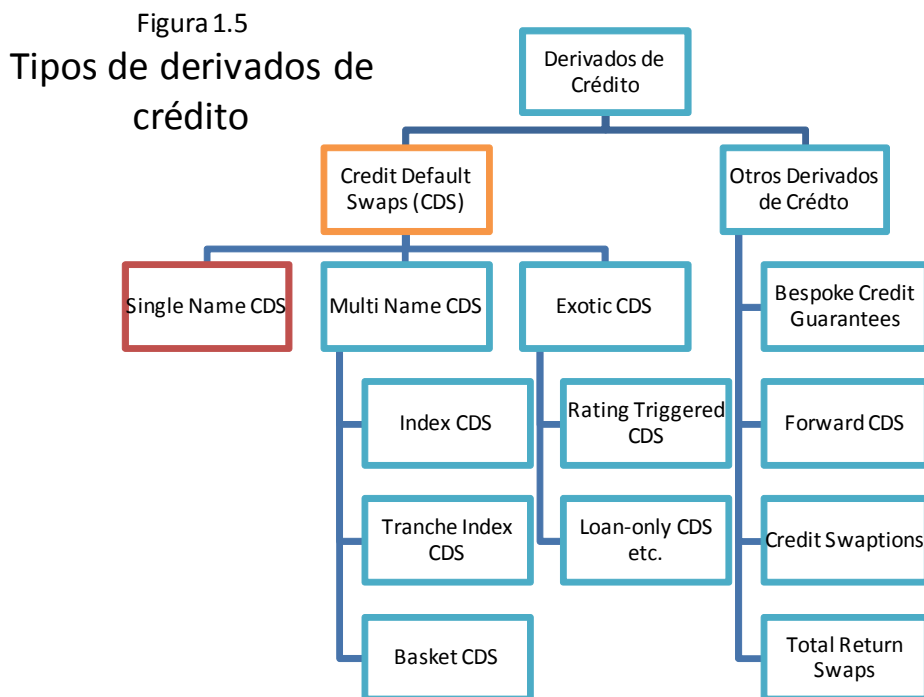 Figura 1.5
Tipos de derivados de
crédito
Derivados de
Crédito
Credit Default
Swaps (CDS)
Otros Derivados
de Crédto
Single Name CDS
Multi Name CDS
Exotic CDS
Bespoke Credit
Guarantees
Index CDS
Rating Triggered
CDS
Forward CDS
Tranche Index
CDS
Loan-only CDS
etc.
Credit Swaptions
Basket CDS
Total Return
Swaps